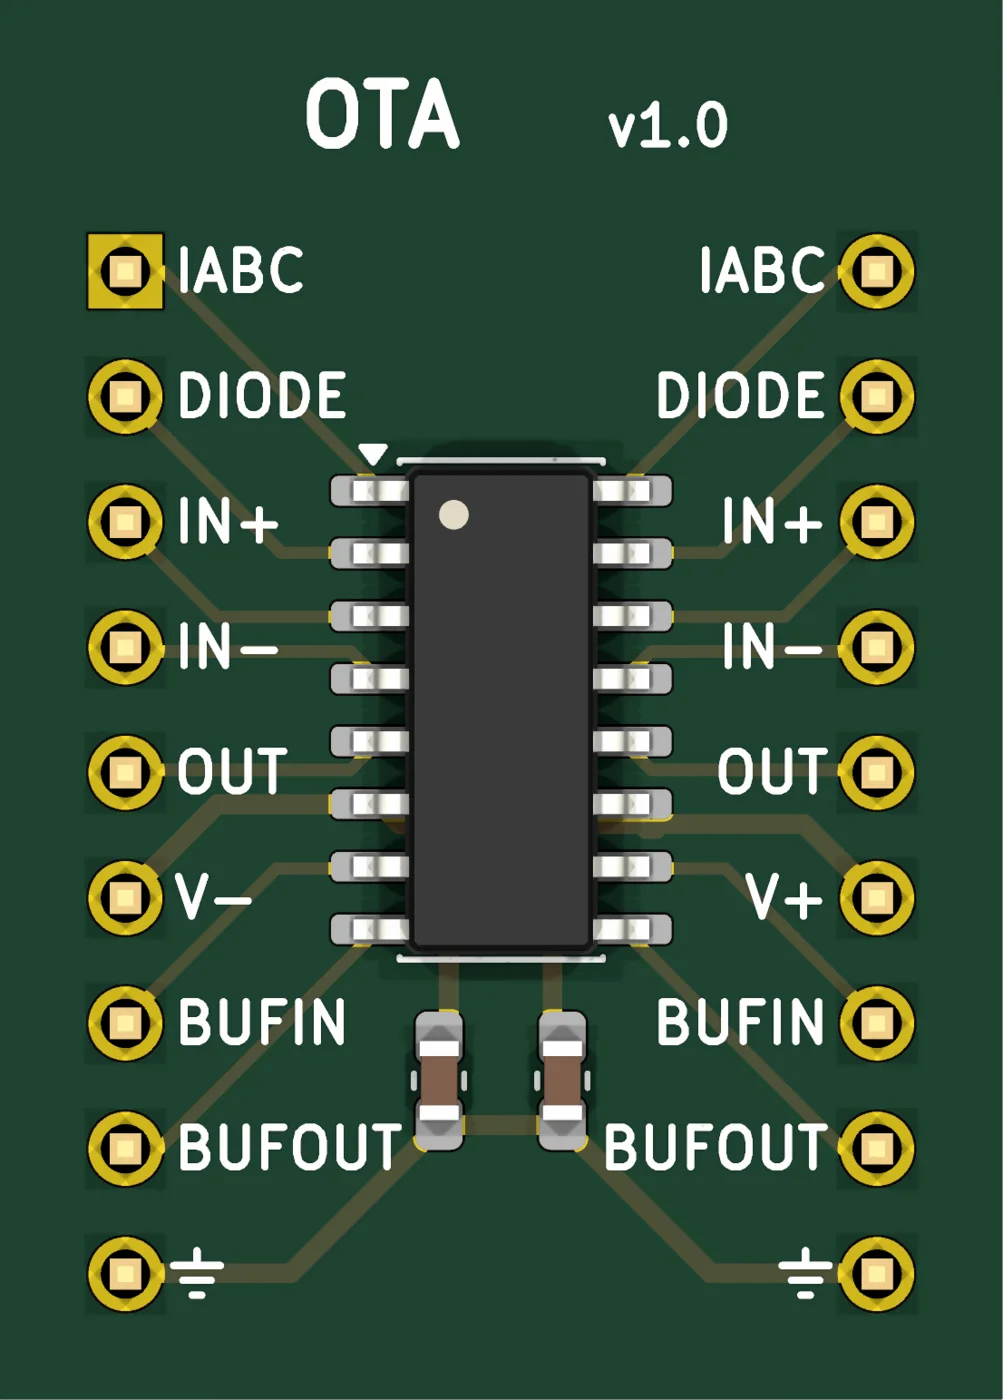 OTA v1.0
IABC IABC
DIODE DIODE
IN+ IN+
IN− IN−
OUT OUT
V− V+
BUFIN BUFIN
BUFOUT BUFOUT